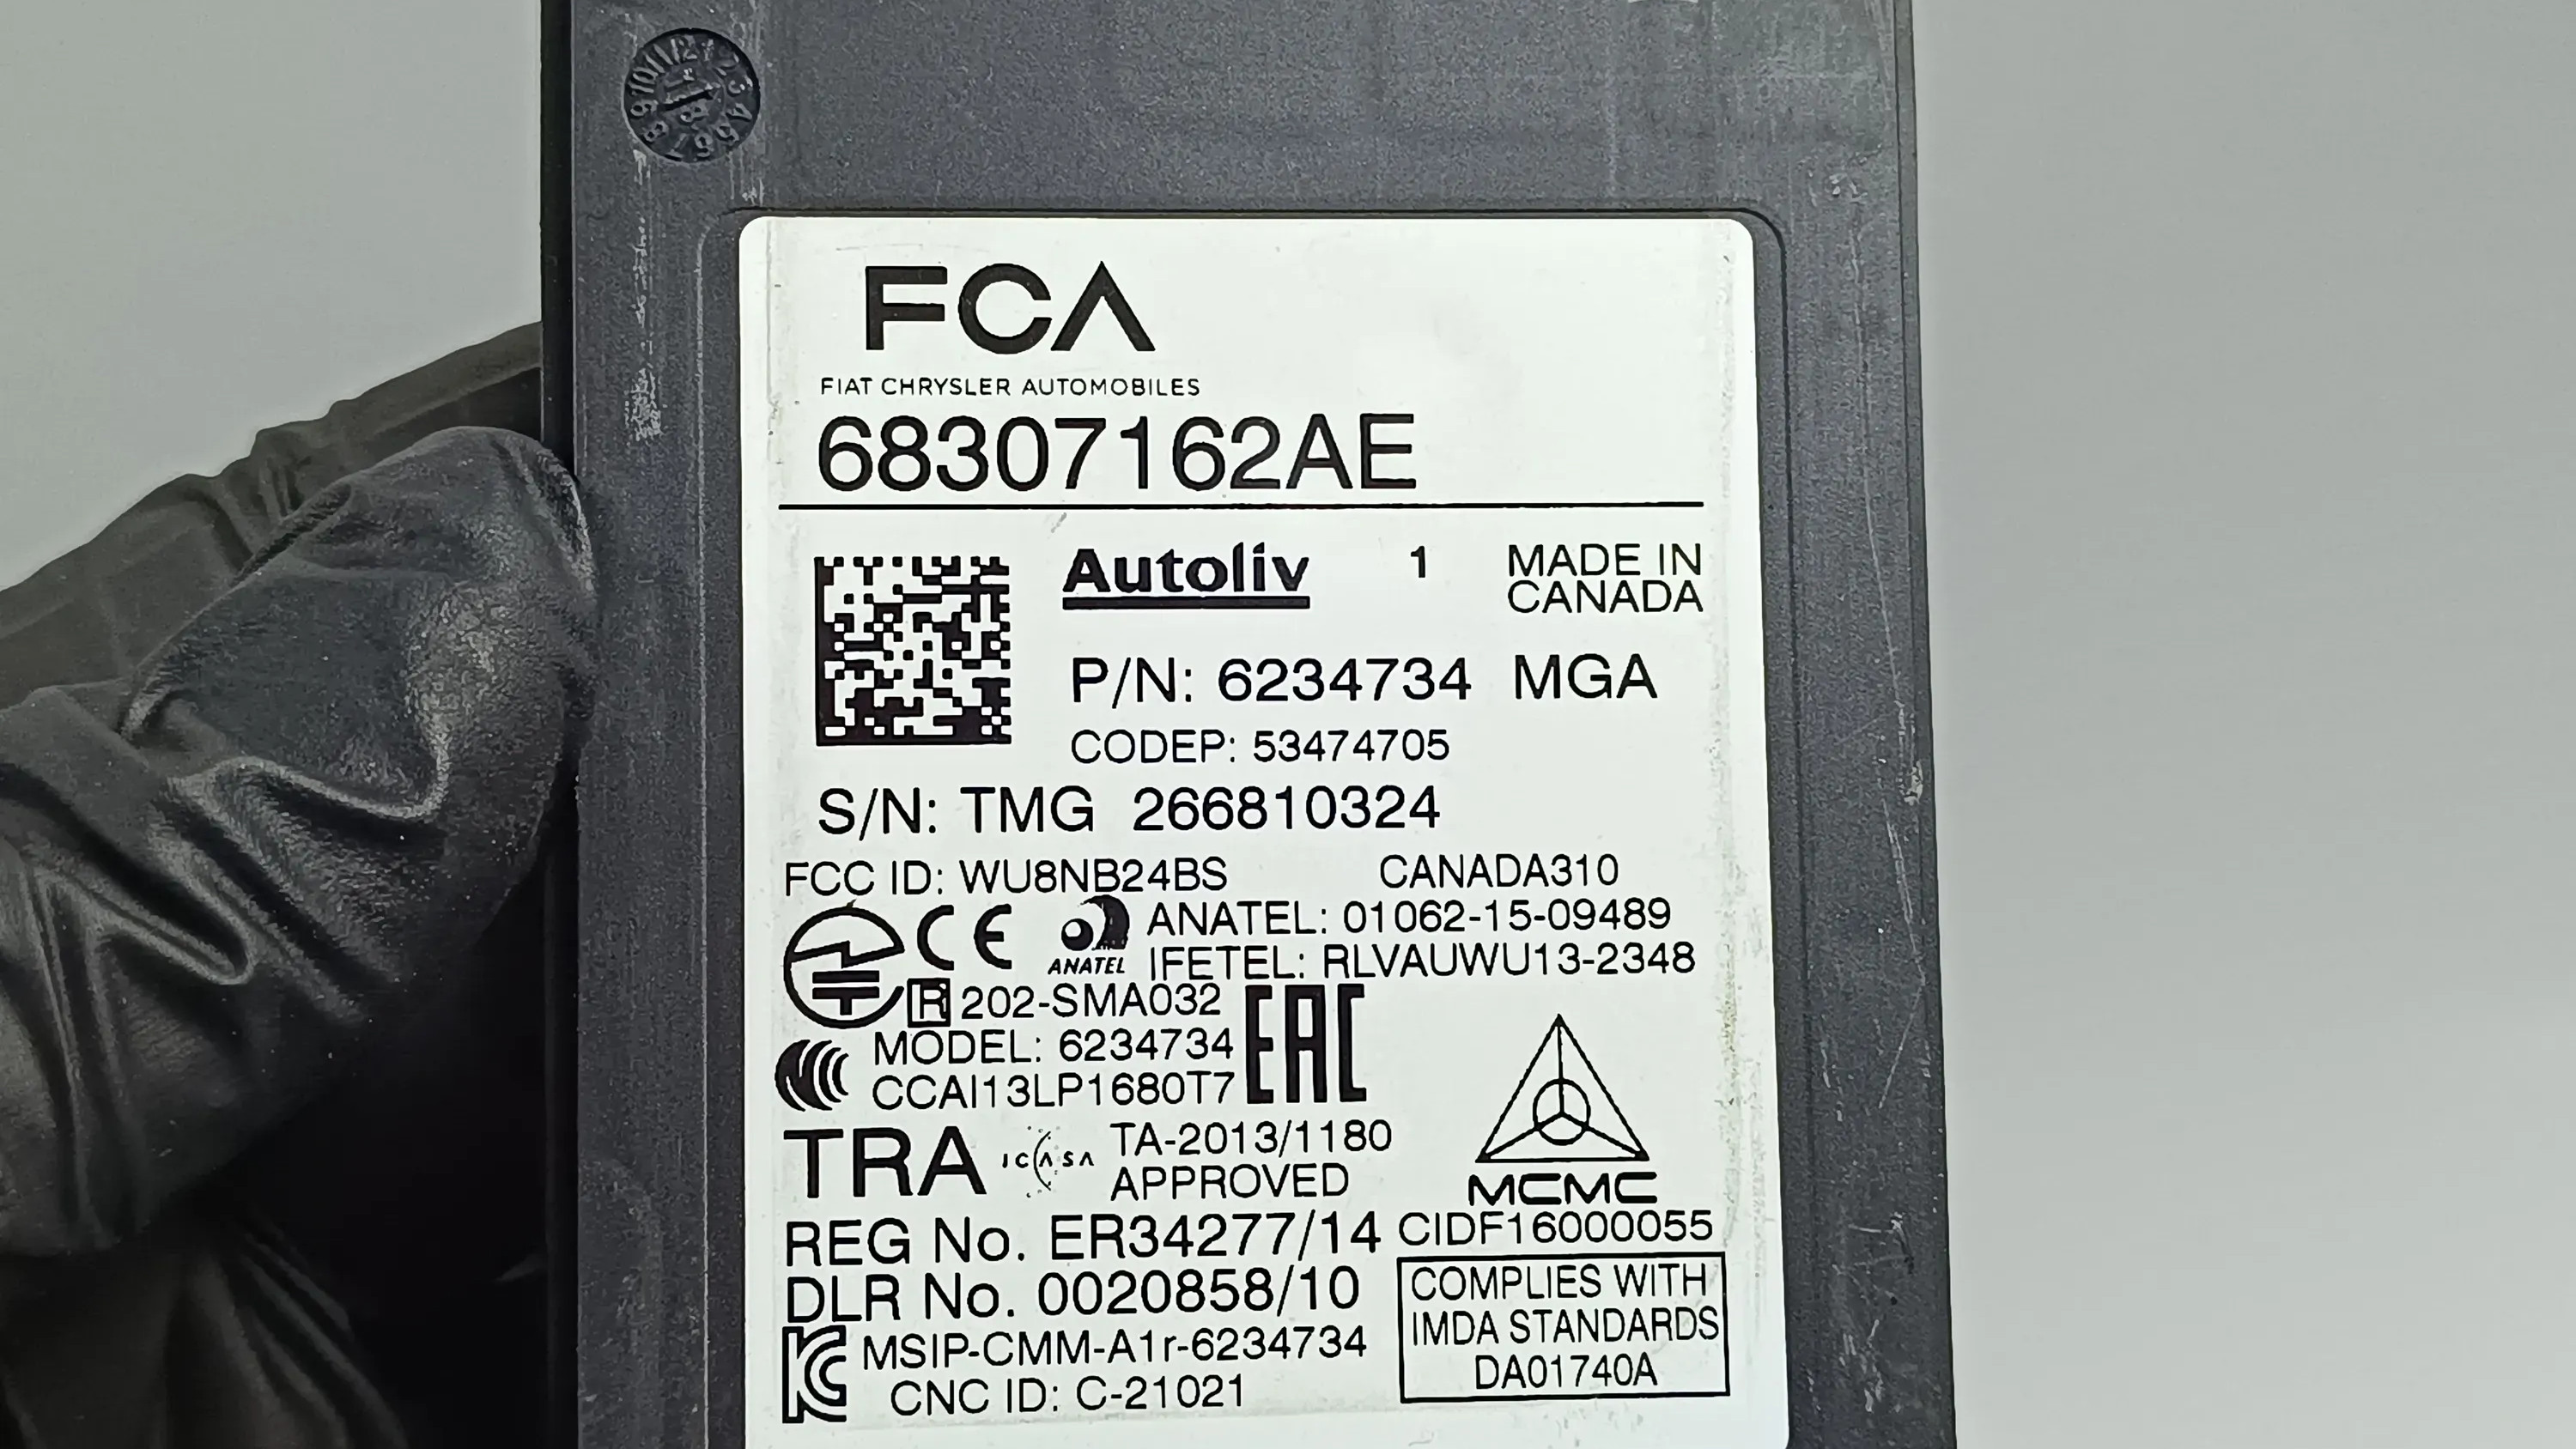 FCA
FIAT CHRYSLER AUTOMOBILES
68307162AE
Autoliv 1 MADE IN
CANADA
P/N: 6234734 MGA
CODEP: 53474705
S/N: TMG 266810324
FCC ID: WU8NB24BS CANADA310
CE ANATEL ANATEL: 01062-15-09489
IFETEL: RLVAUWU13-2348
R 202-SMA032 EAC
MODEL: 6234734
CCAI13LP1680T7
TRA ICASA TA-2013/1180
APPROVED
MCMC
REG No. ER34277/14 CIDF16000055
DLR No. 0020858/10
COMPLIES WITH
IMDA STANDARDS
DA01740A
MSIP-CMM-A1r-6234734
CNC ID: C-21021